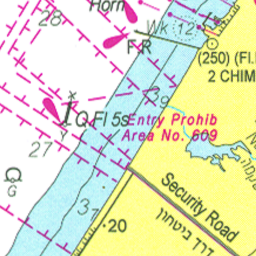 Horn
28
Wk 12
F R
(250) (Fl.
2 CHIM
39
Q Fl 5s
Entry Prohib
Area No. 609
27
G
Security Road
דרך ביטחון
31
20